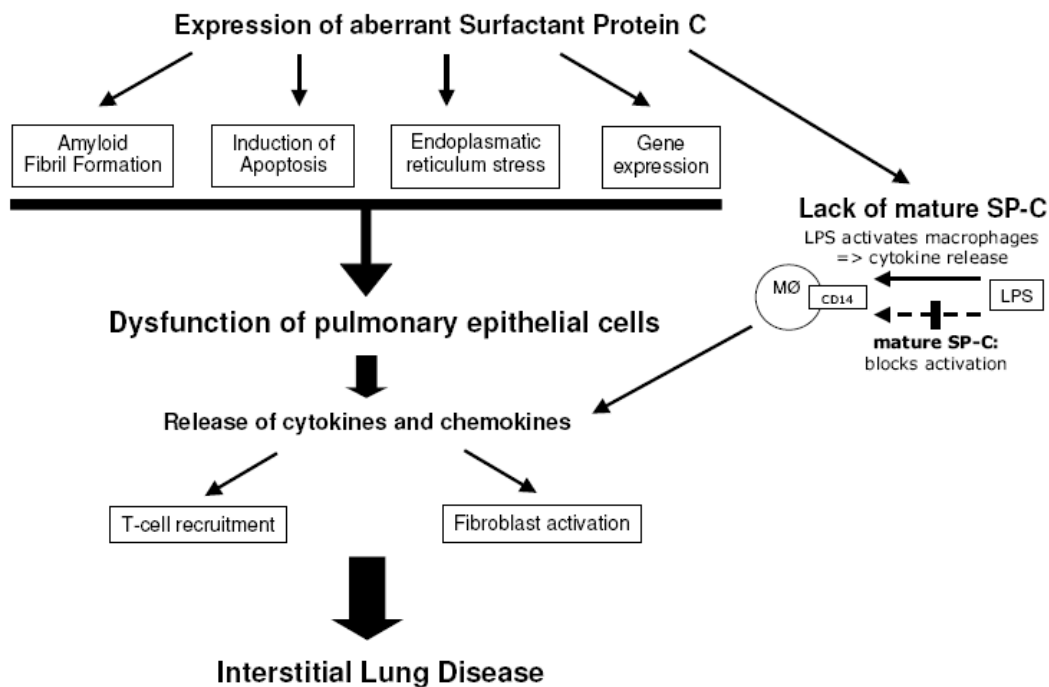 Expression of aberrant Surfactant Protein C
Amyloid
Fibril Formation
Induction of
Apoptosis
Endoplasmatic
reticulum stress
Gene
expression
Lack of mature SP-C
LPS activates macrophages
=> cytokine release
MØ
CD14
LPS
mature SP-C:
blocks activation
Dysfunction of pulmonary epithelial cells
Release of cytokines and chemokines
T-cell recruitment
Fibroblast activation
Interstitial Lung Disease